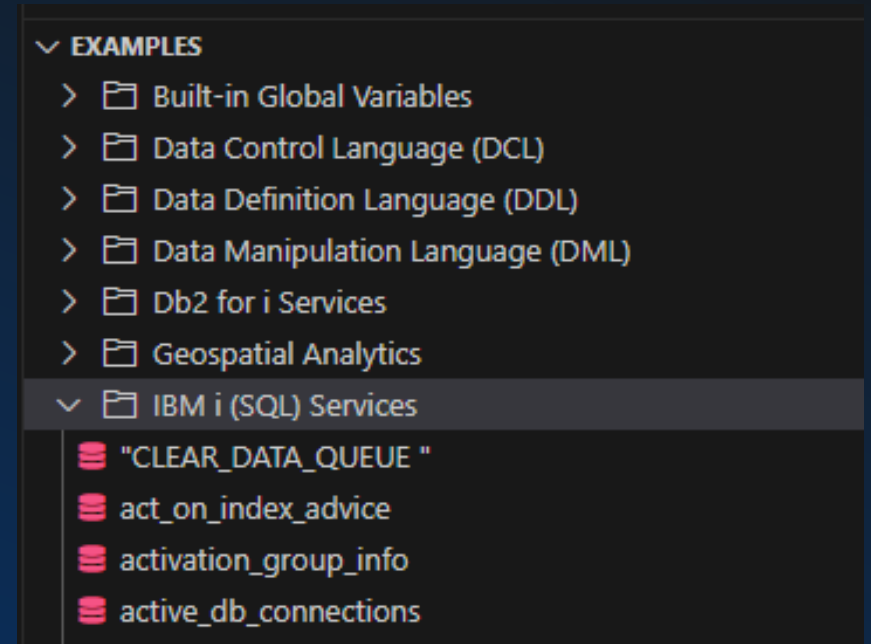 EXAMPLES
Built-in Global Variables
Data Control Language (DCL)
Data Definition Language (DDL)
Data Manipulation Language (DML)
Db2 for i Services
Geospatial Analytics
IBM i (SQL) Services
"CLEAR_DATA_QUEUE "
act_on_index_advice
activation_group_info
active_db_connections